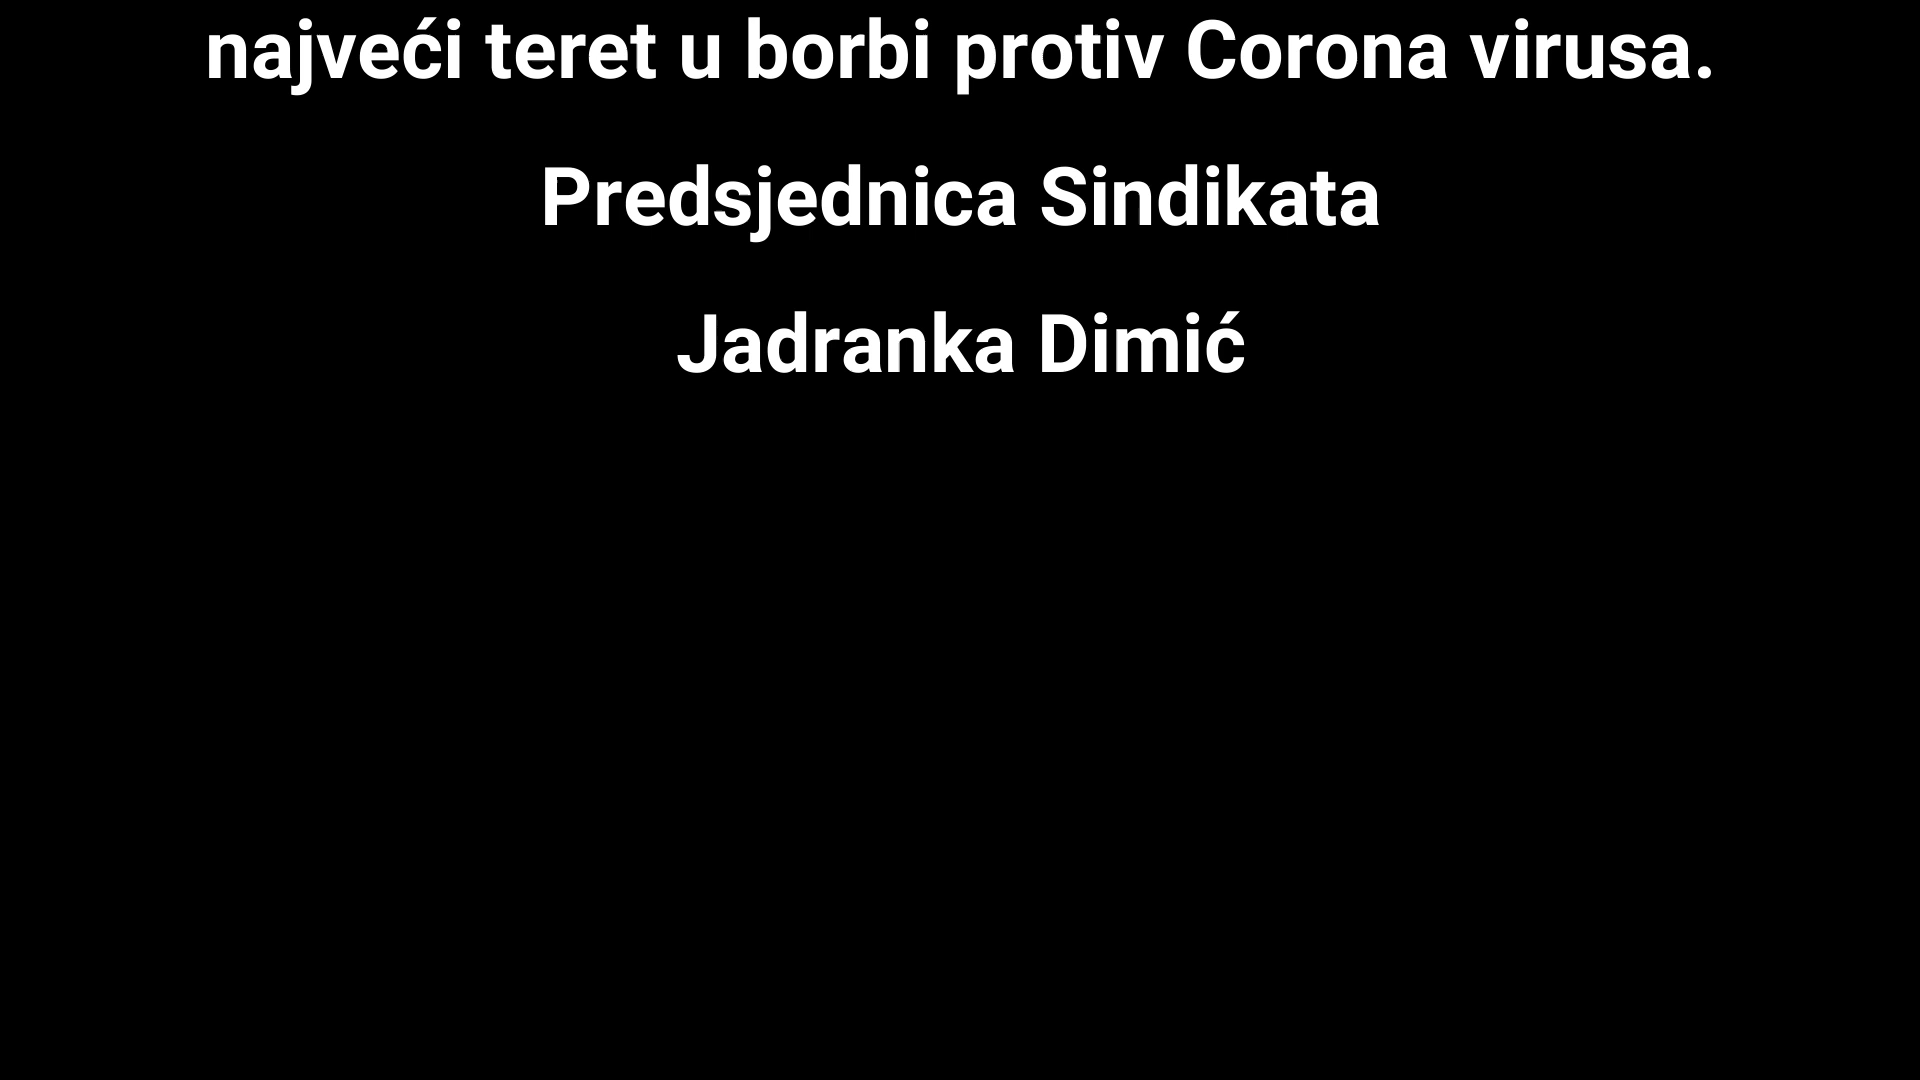 najveći teret u borbi protiv Corona virusa.
Predsjednica Sindikata
Jadranka Dimić